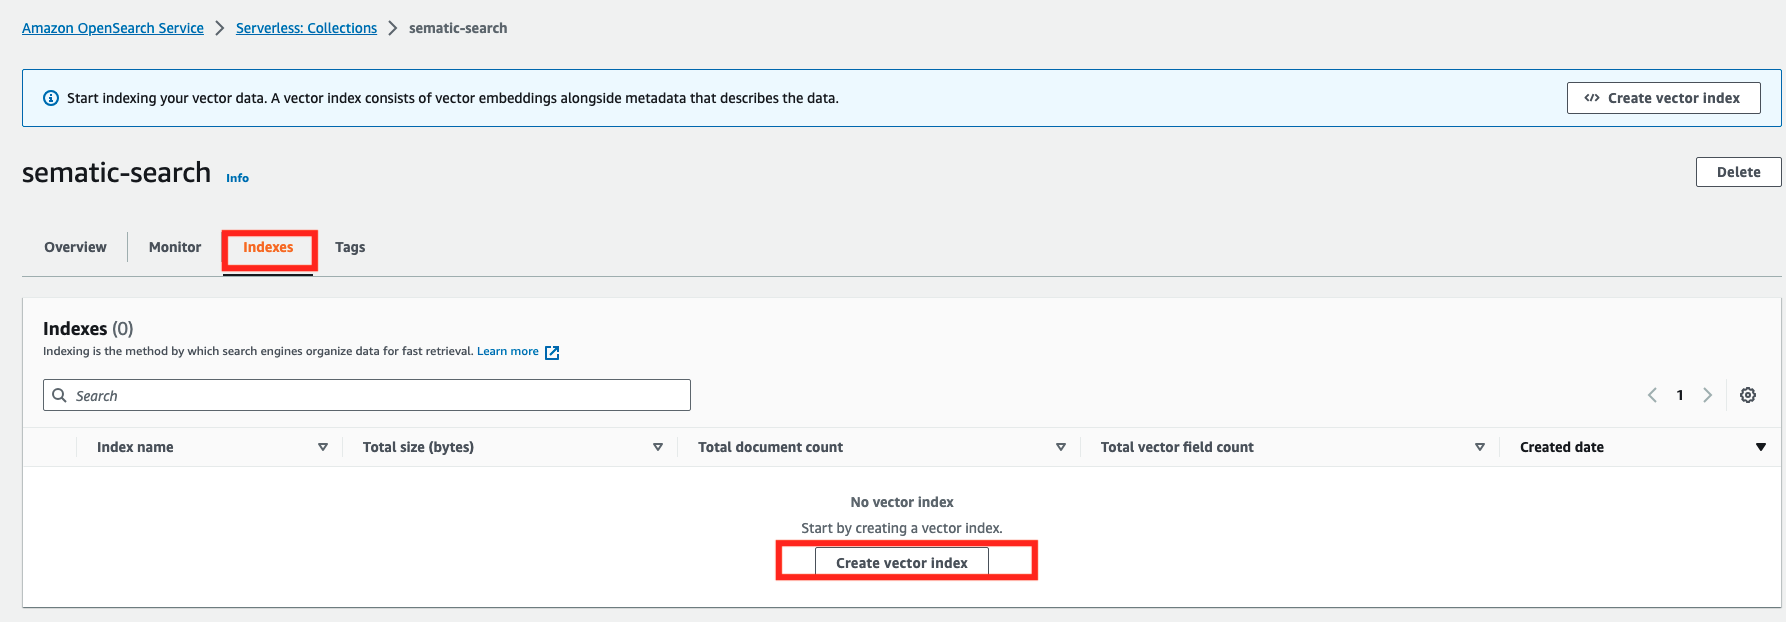 Amazon OpenSearch Service > Serverless: Collections > sematic-search
Start indexing your vector data. A vector index consists of vector embeddings alongside metadata that describes the data.
</> Create vector index
sematic-search Info
Delete
Overview Monitor Indexes Tags
Indexes (0)
Indexing is the method by which search engines organize data for fast retrieval. Learn more
Search
1
Index name Total size (bytes) Total document count Total vector field count Created date
No vector index
Start by creating a vector index.
Create vector index